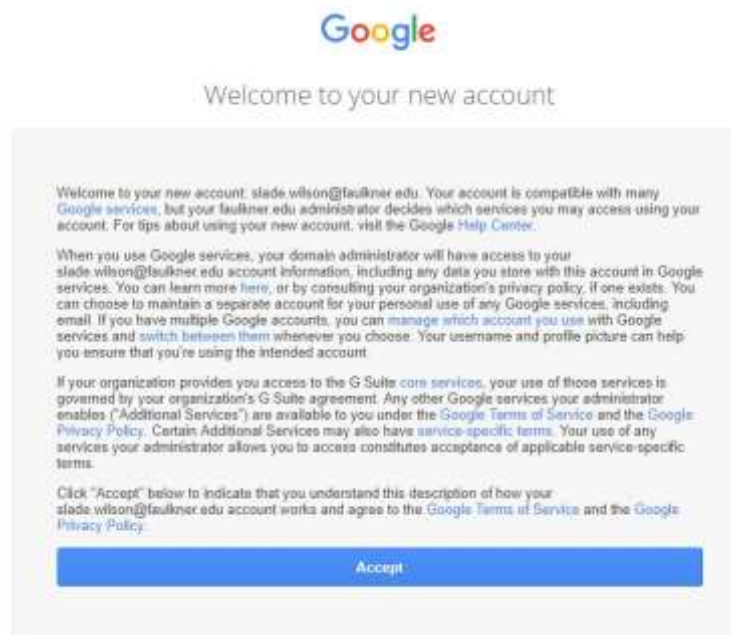 Google
Welcome to your new account
Welcome to your new account: slade.wilson@faulkner.edu. Your account is compatible with many
Google services, but your faulkner.edu administrator decides which services you may access using your
account. For tips about using your new account, visit the Google Help Center.
When you use Google services, your domain administrator will have access to your
slade.wilson@faulkner.edu account information, including any data you store with this account in Google
services. You can learn more here, or by consulting your organization's privacy policy, if one exists. You
can choose to maintain a separate account for your personal use of any Google services, including
email. If you have multiple Google accounts, you can manage which account you use with Google
services and switch between them whenever you choose. Your username and profile picture can help
you ensure that you're using the intended account.
If your organization provides you access to the G Suite core services, your use of those services is
governed by your organization's G Suite agreement. Any other Google services your administrator
enables ("Additional Services") are available to you under the Google Terms of Service and the Google
Privacy Policy. Certain Additional Services may also have service-specific terms. Your use of any
services your administrator allows you to access constitutes acceptance of applicable service-specific
terms.
Click "Accept" below to indicate that you understand this description of how your
slade.wilson@faulkner.edu account works and agree to the Google Terms of Service and the Google
Privacy Policy.
Accept